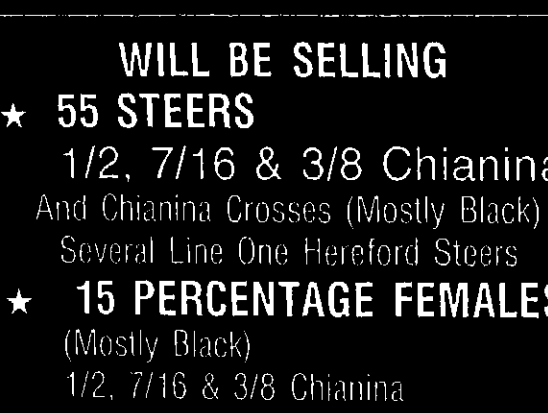 WILL BE SELLING
★ 55 STEERS
1/2, 7/16 & 3/8 Chianina
And Chianina Crosses (Mostly Black)
Several Line One Hereford Steers
★ 15 PERCENTAGE FEMALES
(Mostly Black)
1/2, 7/16 & 3/8 Chianina